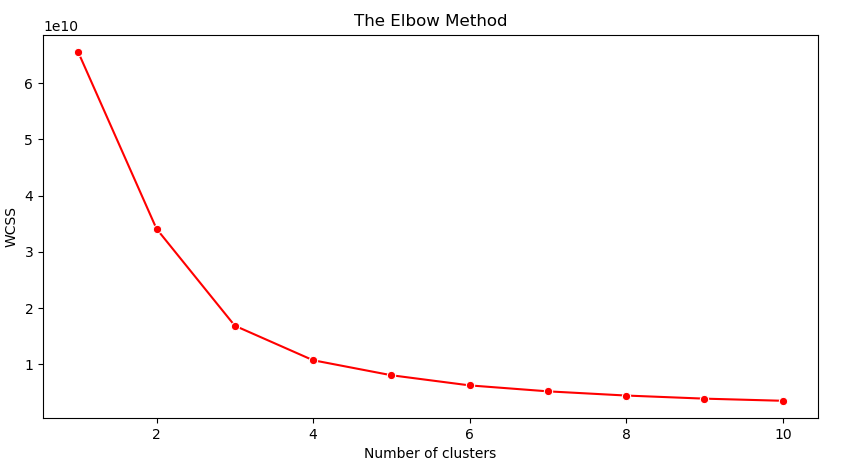 The Elbow Method
1e10
6
5
4
3
2
1
WCSS
2 4 6 8 10
Number of clusters